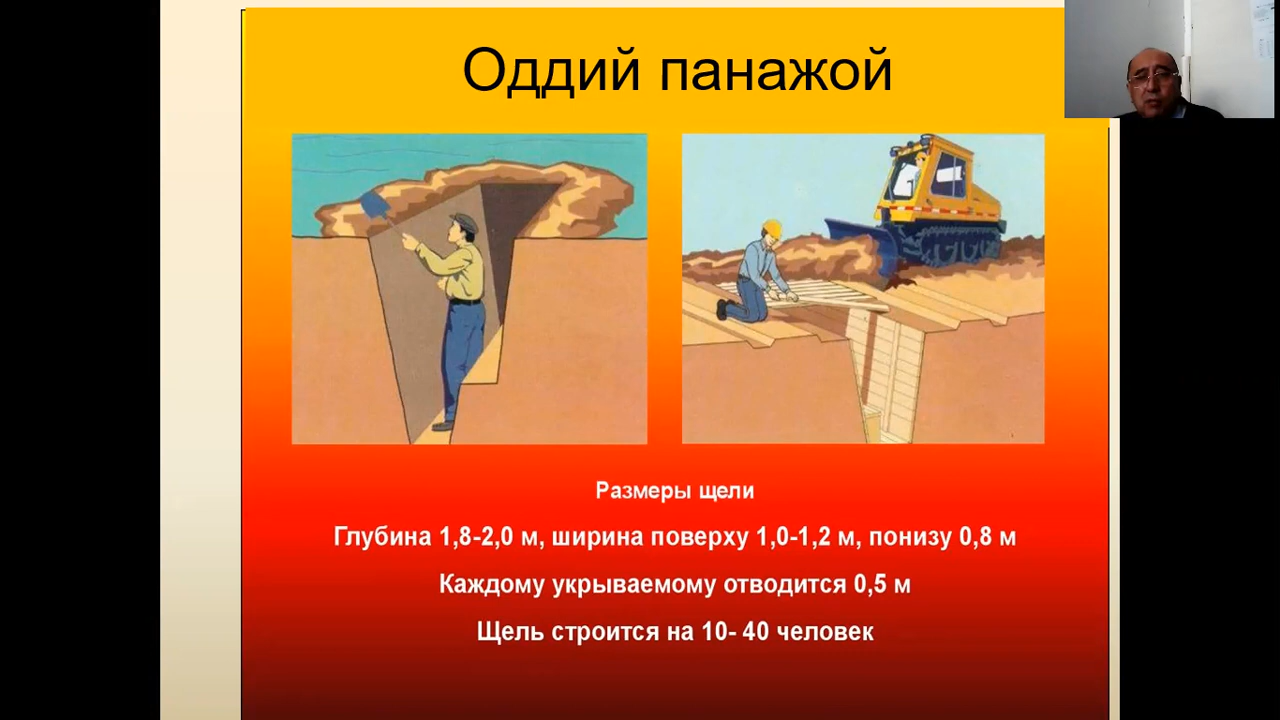 Оддий панажой
Размеры щели
Глубина 1,8-2,0 м, ширина поверху 1,0-1,2 м, понизу 0,8 м
Каждому укрываемому отводится 0,5 м
Щель строится на 10- 40 человек